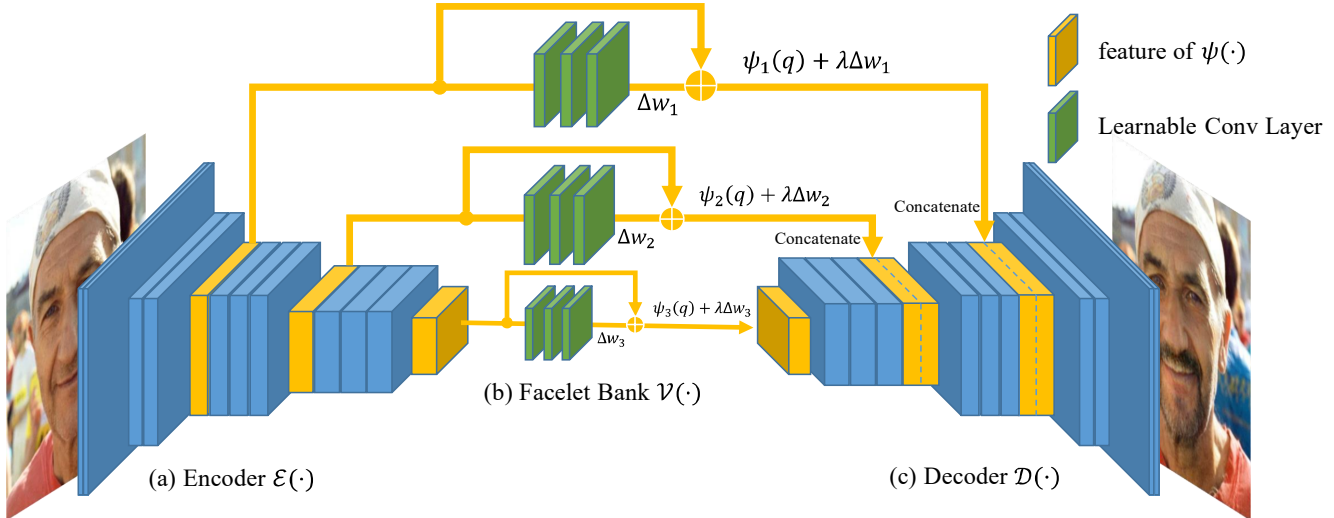 ψ₁(q) + λΔw₁
feature of ψ(·)
Δw₁
Learnable Conv Layer
ψ₂(q) + λΔw₂
Concatenate
Δw₂
Concatenate
ψ₃(q) + λΔw₃
Δw₃
(b) Facelet Bank 𝒱(·)
(a) Encoder ℰ(·)
(c) Decoder 𝒟(·)